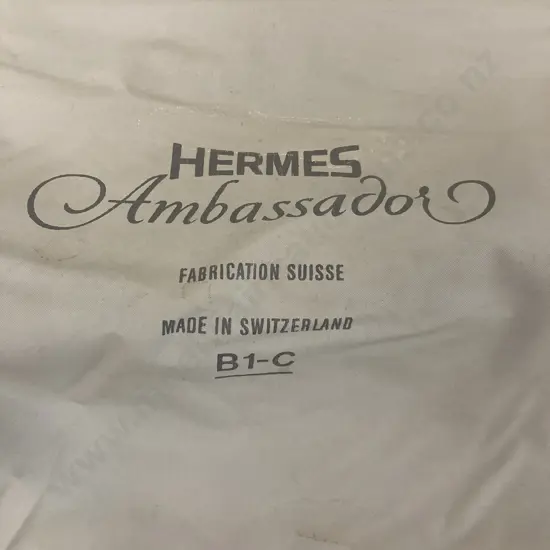 HERMES
Ambassador
FABRICATION SUISSE
MADE IN SWITZERLAND
B1-C